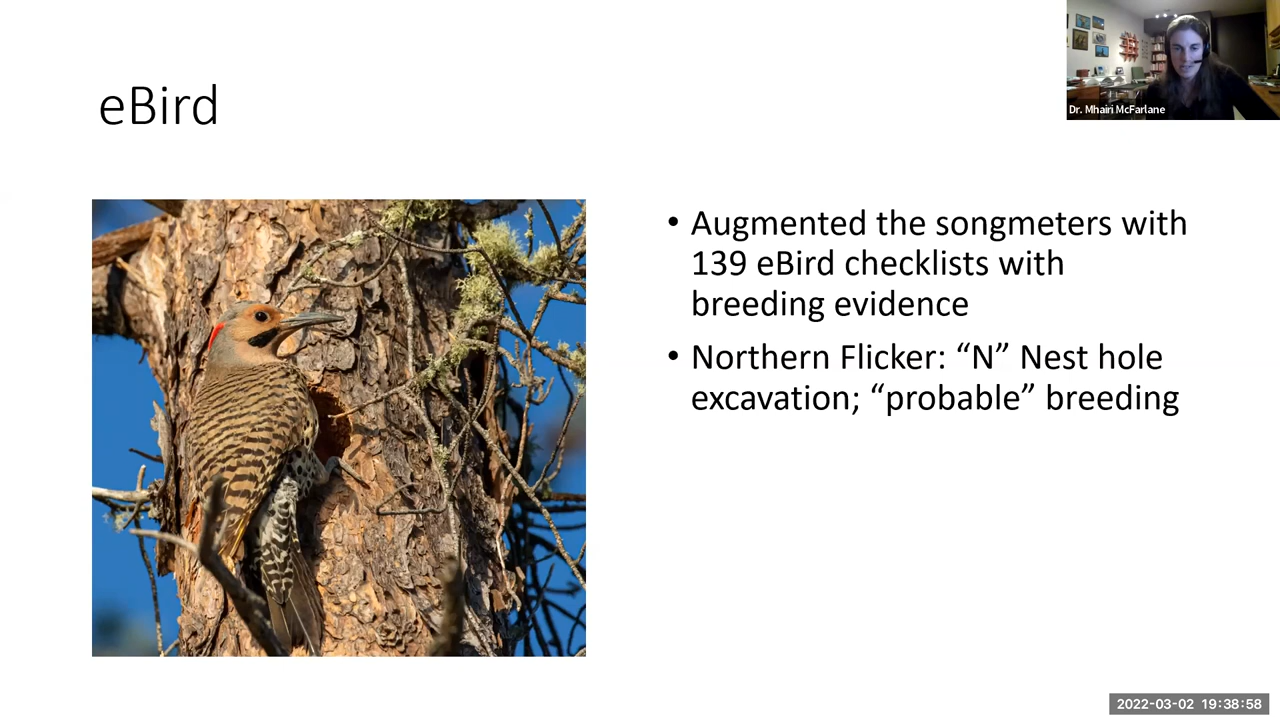 eBird
Dr. Mhairi McFarlane
• Augmented the songmeters with
139 eBird checklists with
breeding evidence
• Northern Flicker: “N” Nest hole
excavation; “probable” breeding
2022-03-02 19:38:58